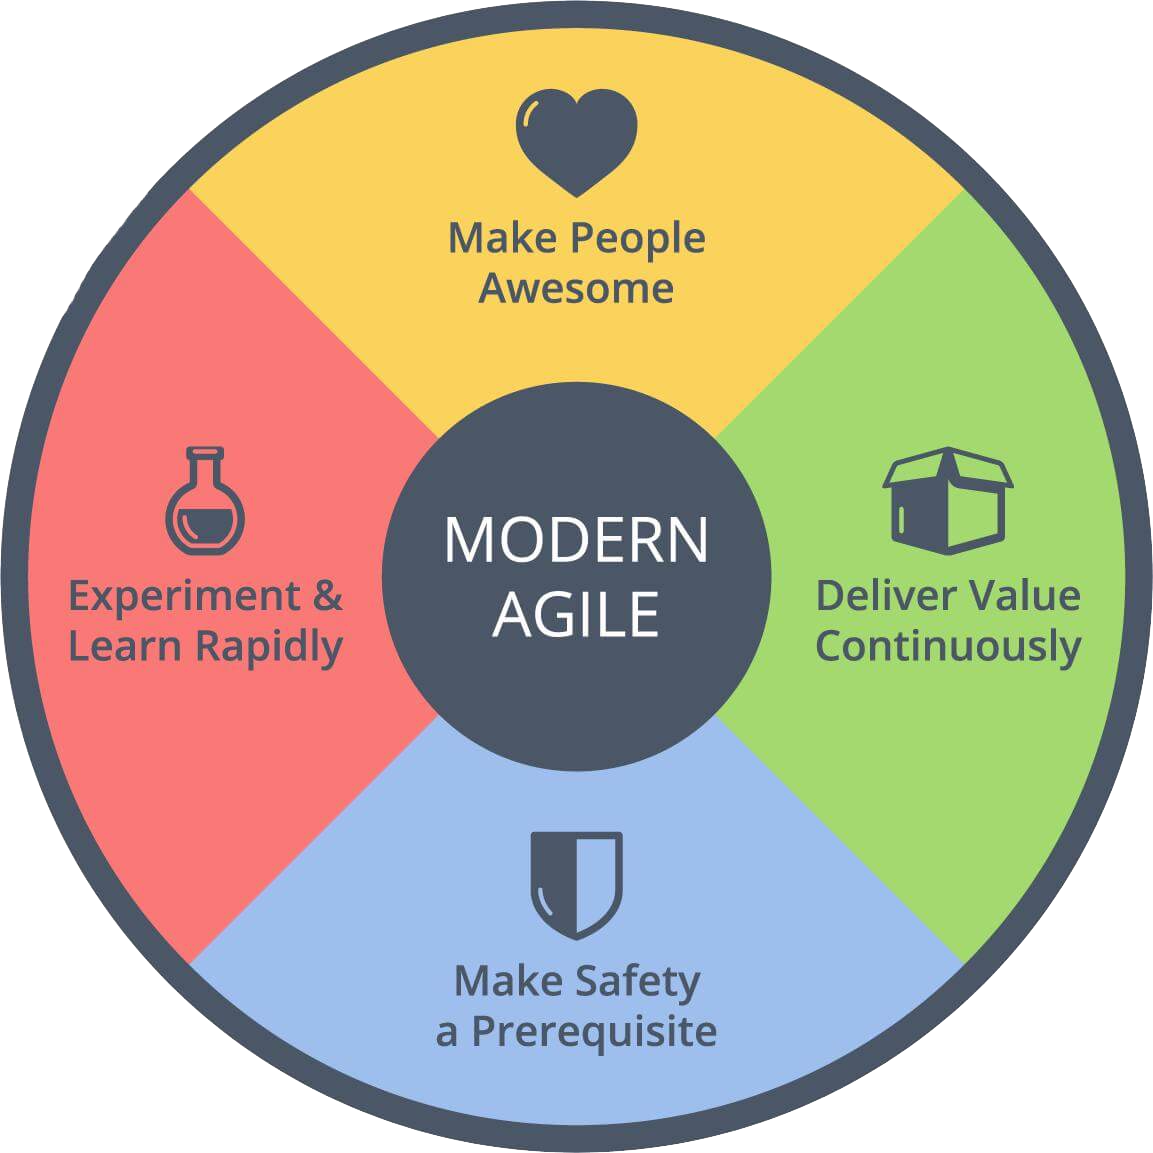 Make People
Awesome
MODERN
AGILE
Experiment &
Learn Rapidly
Deliver Value
Continuously
Make Safety
a Prerequisite